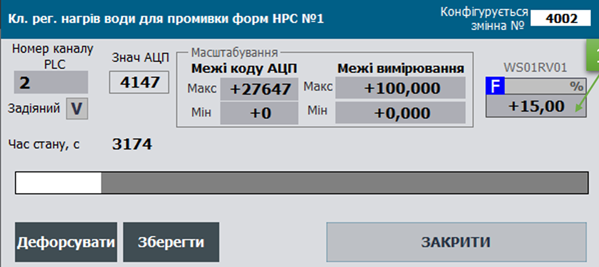 Кл. рег. нагрів води для промивки форм НРС №1
Конфігурується
змінна №
4002
Номер каналу
PLC
2
Задіяний V
Знач АЦП
4147
Масштабування
Межі коду АЦП
Макс +27647
Мін +0
Межі вимірювання
Макс +100,000
Мін +0,000
WS01RV01
F %
+15,00
Час стану, с 3174
Дефорсувати
Зберегти
ЗАКРИТИ